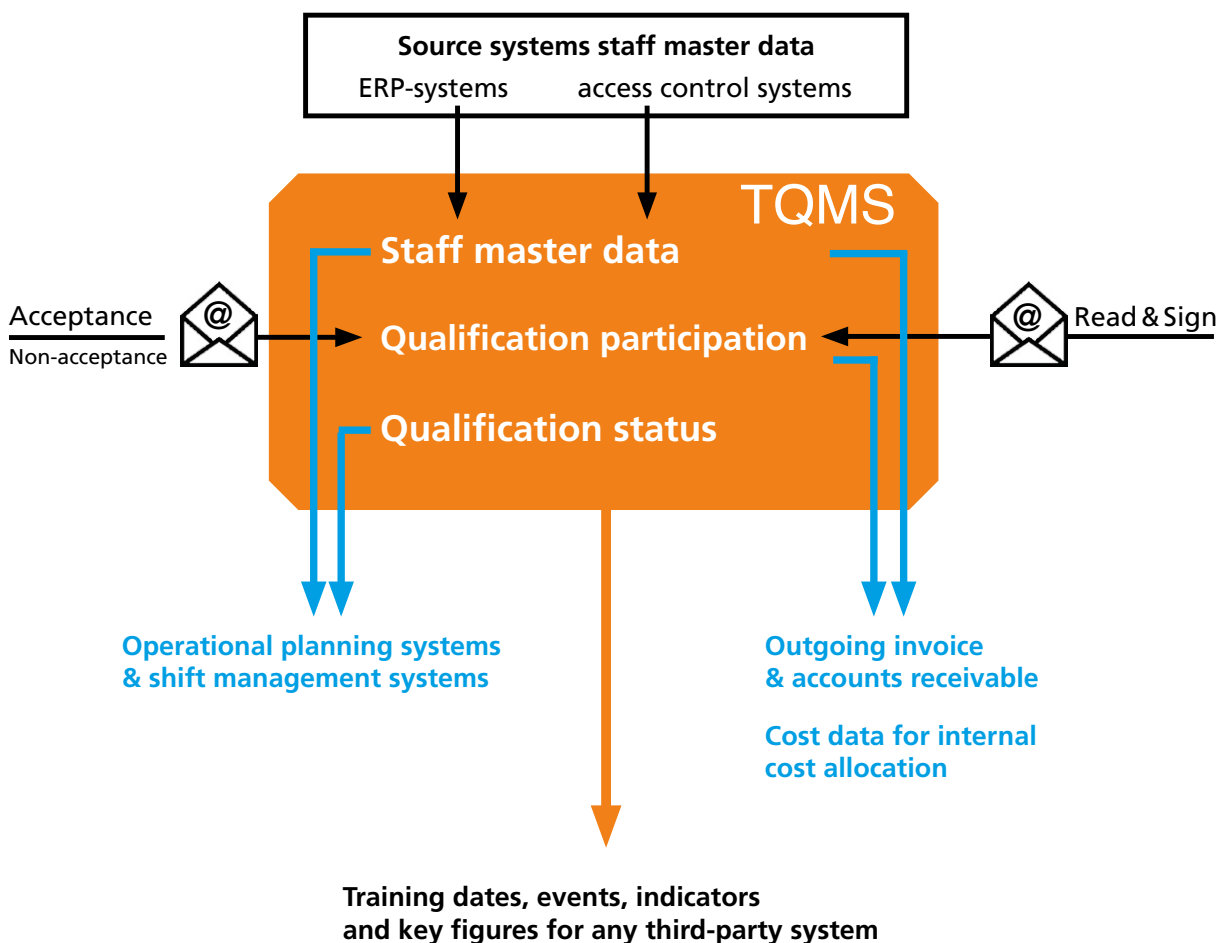 Source systems staff master data
ERP-systems access control systems
TQMS
Staff master data
Acceptance
@
Non-acceptance
Qualification participation
@
Read & Sign
Qualification status
Operational planning systems
& shift management systems
Outgoing invoice
& accounts receivable
Cost data for internal
cost allocation
Training dates, events, indicators
and key figures for any third-party system